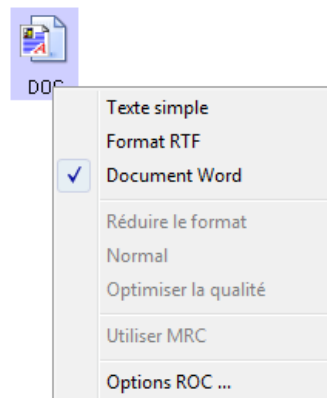 DOC
Texte simple
Format RTF
Document Word
Réduire le format
Normal
Optimiser la qualité
Utiliser MRC
Options ROC ...